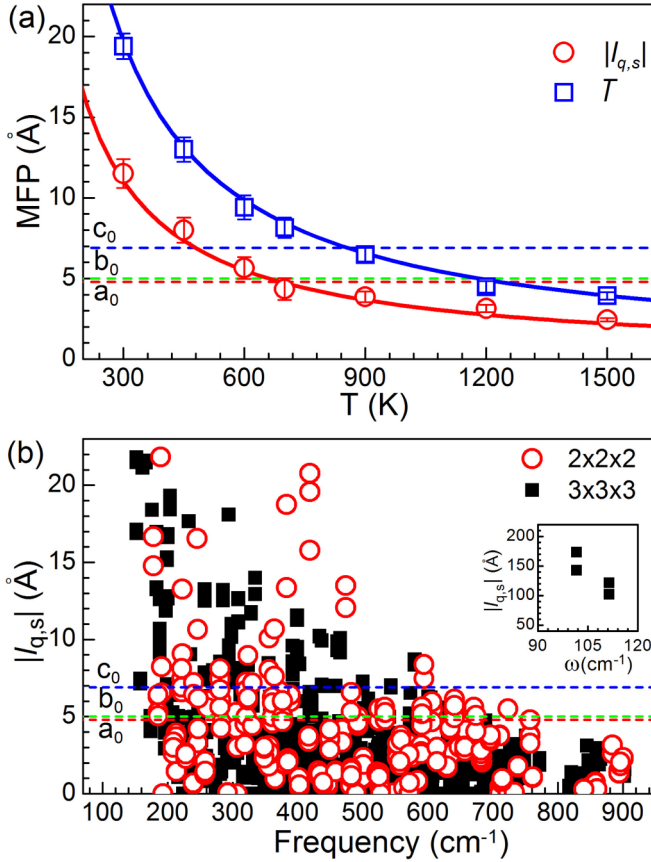 (a)
MFP (Å)
20
15
10
5
0
c₀
b₀
a₀
|l_q,s|
T
300 600 900 1200 1500
T (K)
(b)
|l_q,s| (Å)
20
15
10
5
0
c₀
b₀
a₀
2x2x2
3x3x3
|l_q,s| (Å)
200
150
100
50
90 105 120
ω(cm⁻¹)
100 200 300 400 500 600 700 800 900
Frequency (cm⁻¹)